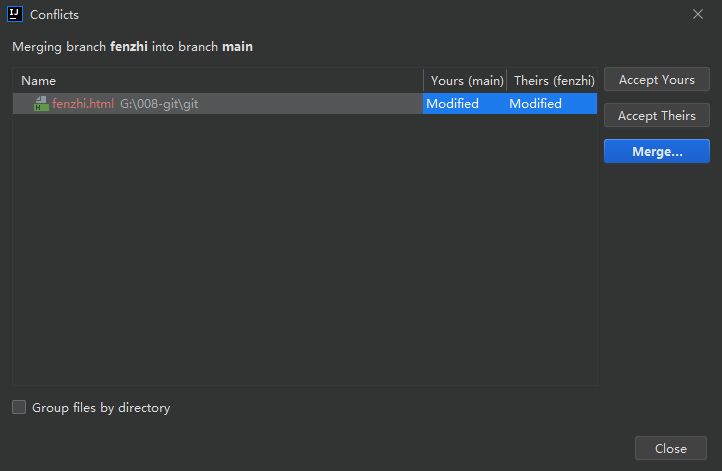 Conflicts
Merging branch fenzhi into branch main
Name Yours (main) Theirs (fenzhi)
fenzhi.html G:\008-git\git Modified Modified
Accept Yours
Accept Theirs
Merge...
Group files by directory
Close